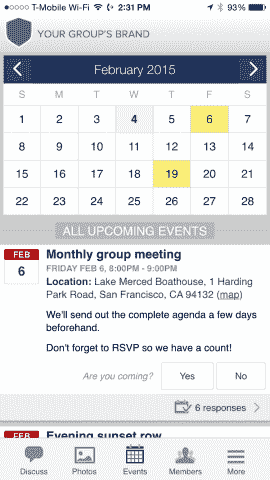 T-Mobile Wi-Fi 2:31 PM 93%
YOUR GROUP'S BRAND
February 2015
S M T W T F S
1 2 3 4 5 6 7
8 9 10 11 12 13 14
15 16 17 18 19 20 21
22 23 24 25 26 27 28
ALL UPCOMING EVENTS
FEB
6
Monthly group meeting
FRIDAY FEB 6, 8:00PM - 9:00PM
Location: Lake Merced Boathouse, 1 Harding
Park Road, San Francisco, CA 94132 (map)
We'll send out the complete agenda a few days
beforehand.
Don't forget to RSVP so we have a count!
Are you coming? Yes No
6 responses
FEB
Evening sunset row
Discuss Photos Events Members More